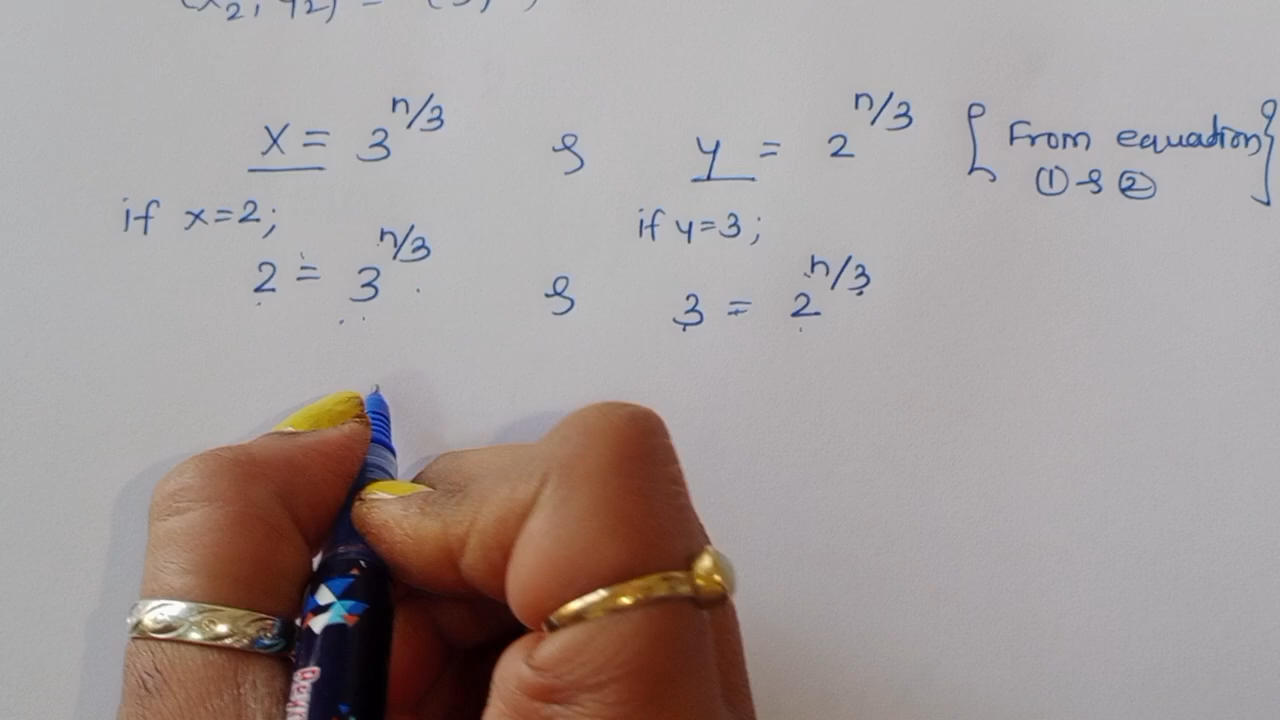 x = 3^n/3 & y = 2^n/3 {From equation ① & ②}
if x=2; if y=3;
2 = 3^n/3 & 3 = 2^n/3